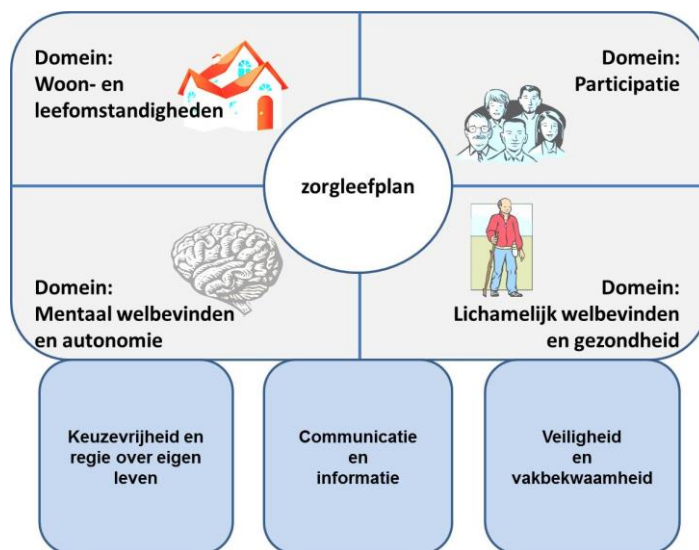 Domein:
Woon- en
leefomstandigheden
Domein:
Participatie
zorgleefplan
Domein:
Mentaal welbevinden
en autonomie
Domein:
Lichamelijk welbevinden
en gezondheid
Keuzevrijheid en
regie over eigen
leven
Communicatie
en
informatie
Veiligheid
en
vakbekwaamheid